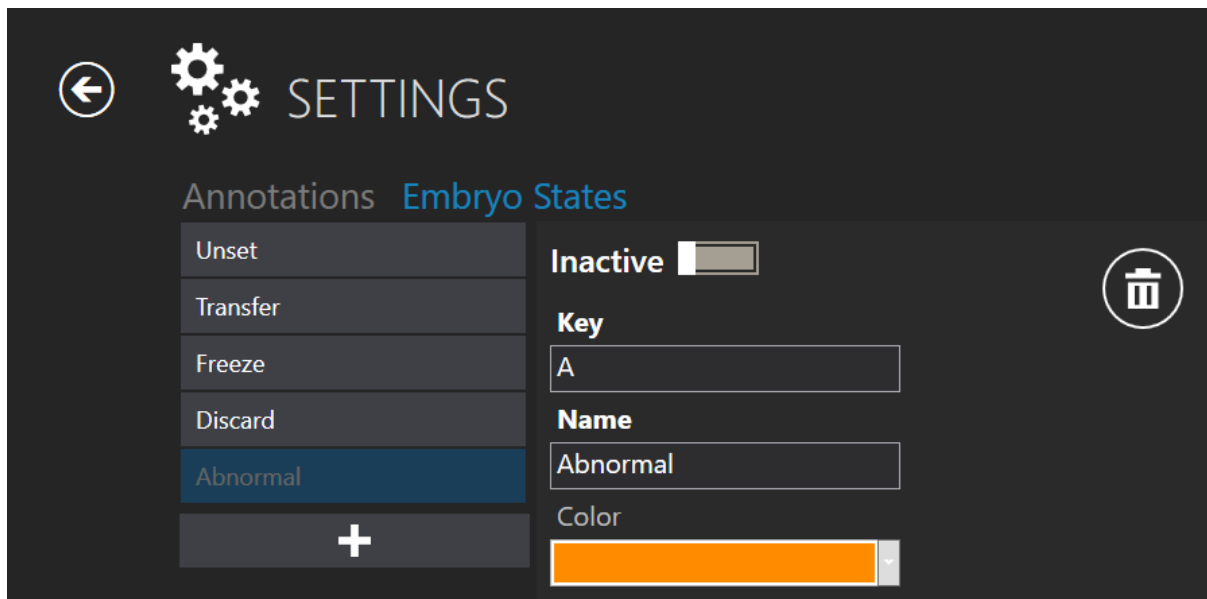 SETTINGS
Annotations Embryo States
Unset
Transfer
Freeze
Discard
Abnormal
Inactive
Key
A
Name
Abnormal
Color